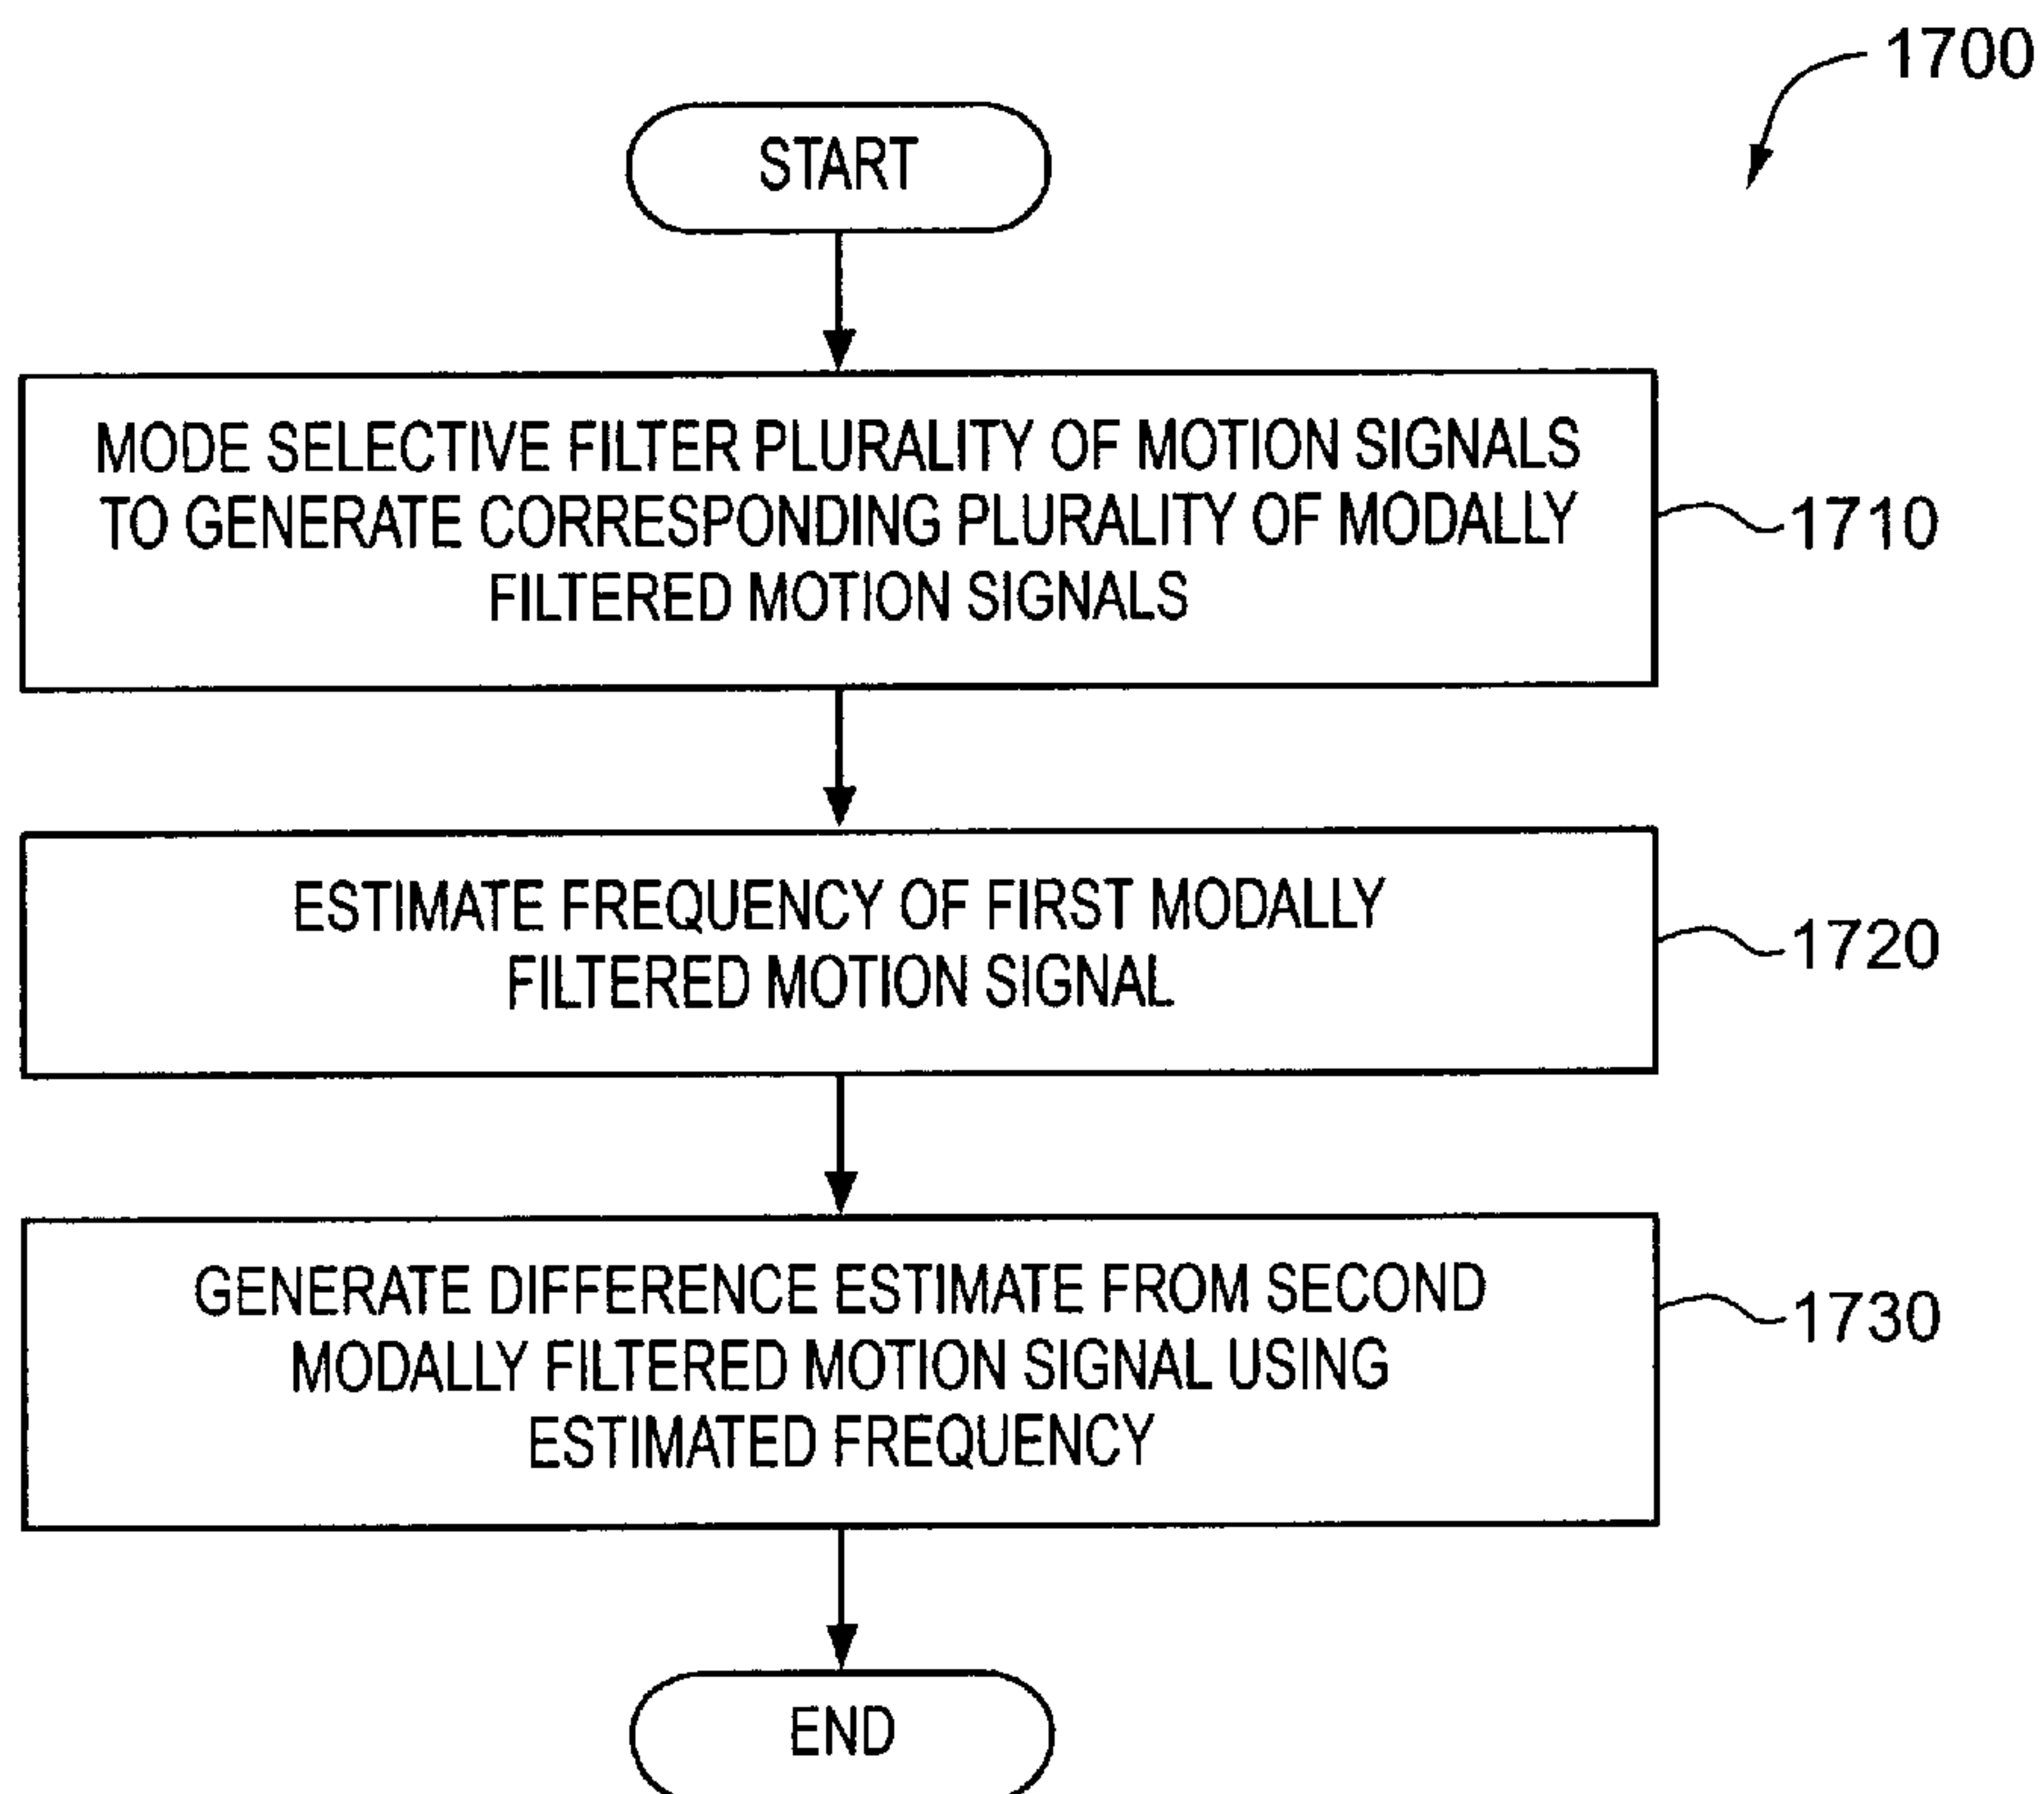 1700
START
MODE SELECTIVE FILTER PLURALITY OF MOTION SIGNALS
TO GENERATE CORRESPONDING PLURALITY OF MODALLY
FILTERED MOTION SIGNALS
1710
ESTIMATE FREQUENCY OF FIRST MODALLY
FILTERED MOTION SIGNAL
1720
GENERATE DIFFERENCE ESTIMATE FROM SECOND
MODALLY FILTERED MOTION SIGNAL USING
ESTIMATED FREQUENCY
1730
END